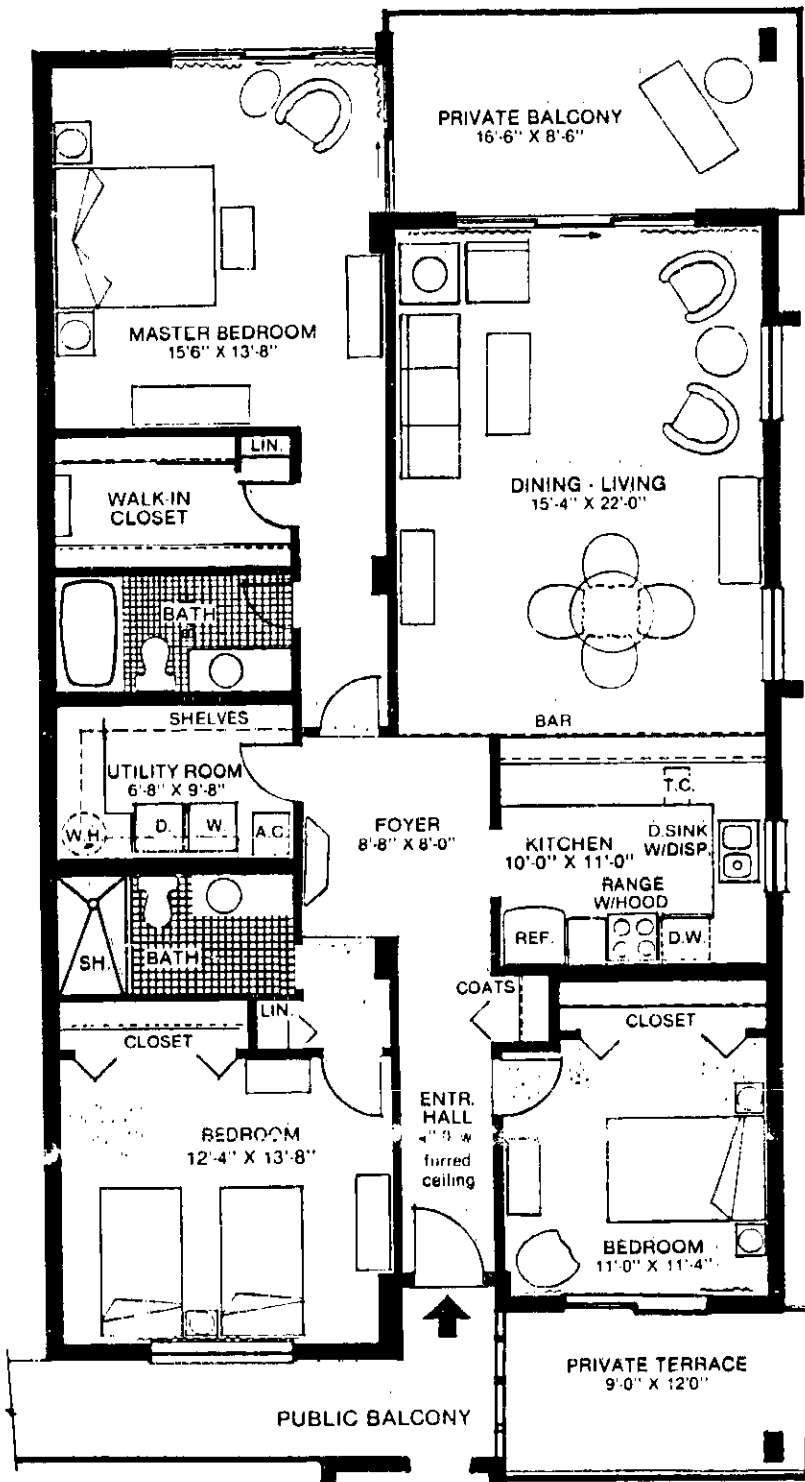 PRIVATE BALCONY
16'-6" X 8'-6"
MASTER BEDROOM
15'6" X 13'-8"
LIN.
WALK-IN
CLOSET
DINING - LIVING
15'-4" X 22'-0"
BATH
SHELVES
BAR
UTILITY ROOM
6'-8" X 9'-8"
T.C.
W.H.
D.
W.
A.C.
FOYER
8'-8" X 8'-0"
KITCHEN
10'-0" X 11'-0"
D.SINK
W/DISP.
RANGE
W/HOOD
REF.
D.W.
SH.
BATH
COATS
LIN.
CLOSET
CLOSET
ENTR.
HALL
furred
ceiling
BEDROOM
12'-4" X 13'-8"
BEDROOM
11'-0" X 11'-4"
PRIVATE TERRACE
9'-0" X 12'0"
PUBLIC BALCONY